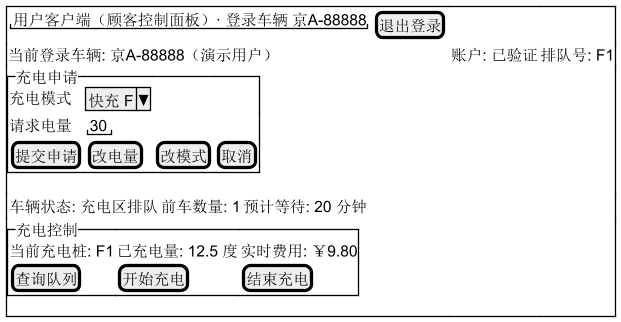 用户客户端（顾客控制面板）· 登录车辆 京A-88888 退出登录
当前登录车辆: 京A-88888（演示用户） 账户: 已验证 排队号: F1
充电申请
充电模式 快充 F ▼
请求电量 30
提交申请 改电量 改模式 取消
车辆状态: 充电区排队 前车数量: 1 预计等待: 20 分钟
充电控制
当前充电桩: F1 已充电量: 12.5 度 实时费用: ￥9.80
查询队列 开始充电 结束充电